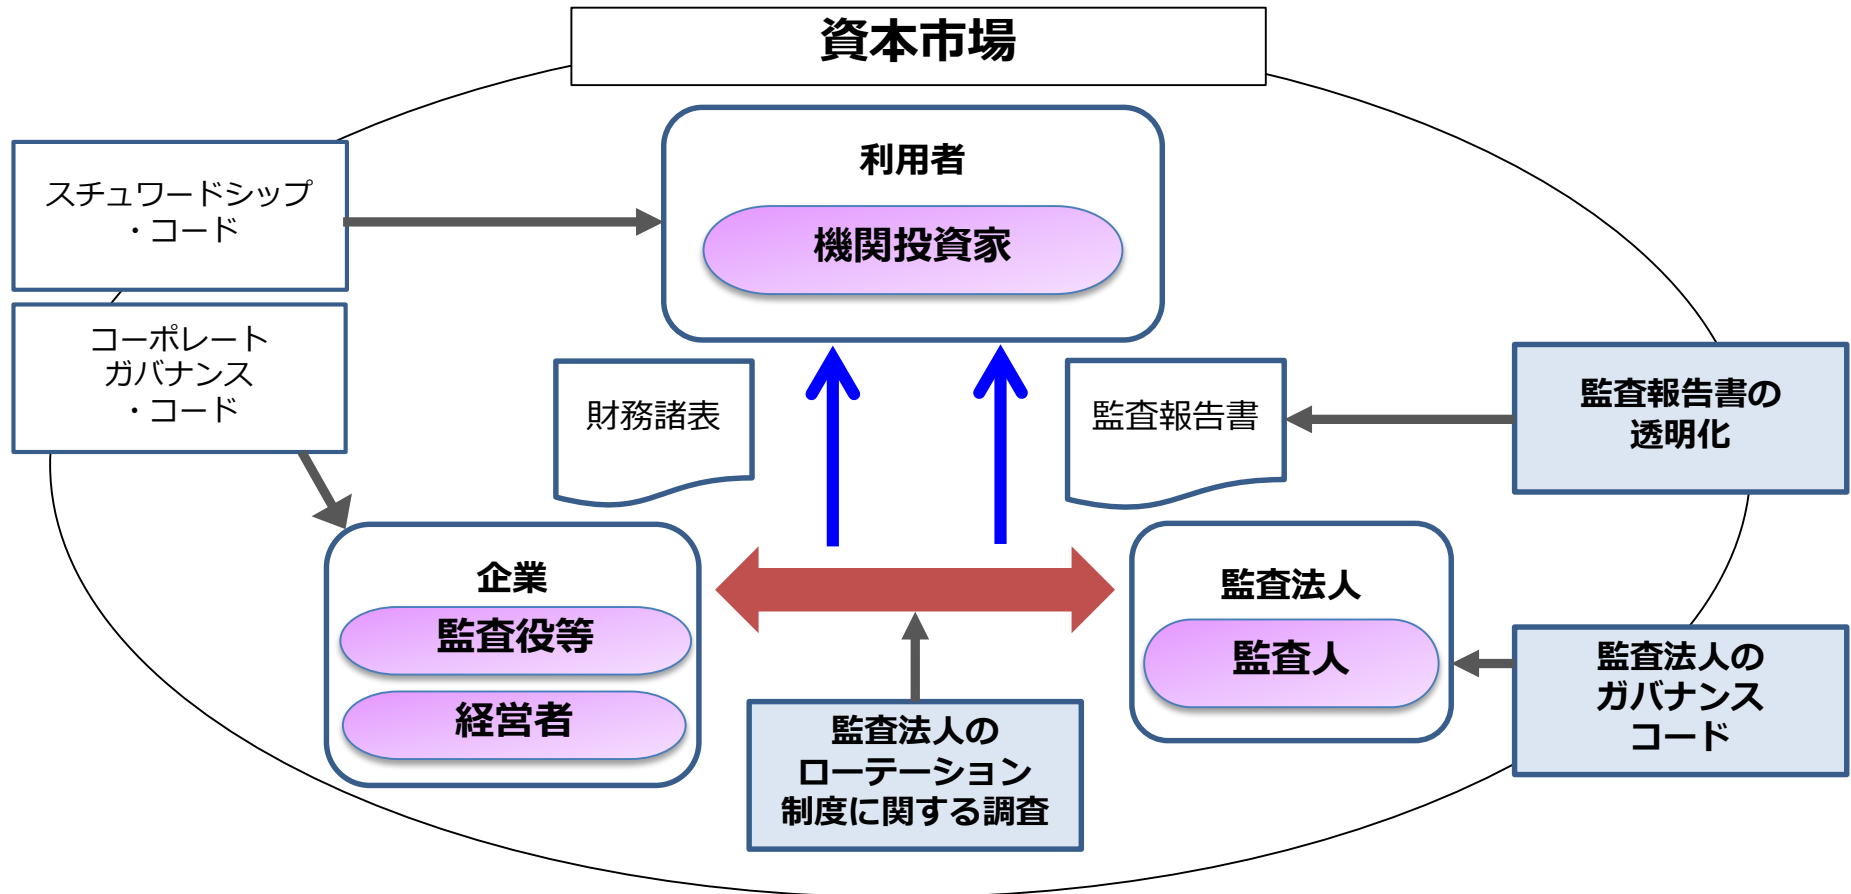 資本市場
利用者
機関投資家
スチュワードシップ
・コード
コーポレート
ガバナンス
・コード
財務諸表
監査報告書
監査報告書の
透明化
企業
監査役等
経営者
監査法人
監査人
監査法人の
ガバナンス
コード
監査法人の
ローテーション
制度に関する調査